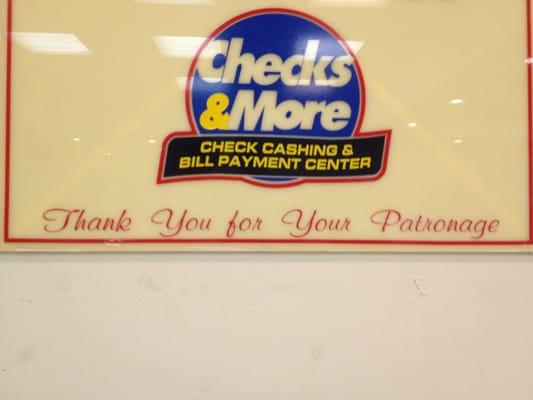 Checks
&More
CHECK CASHING &
BILL PAYMENT CENTER
Thank You for Your Patronage